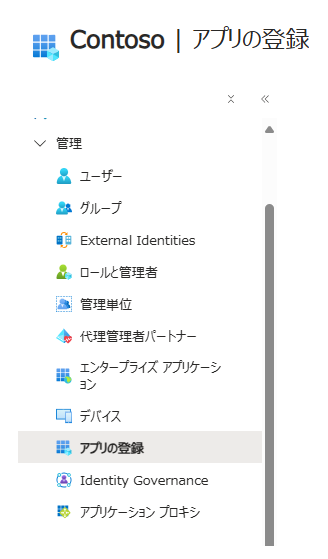 Contoso | アプリの登録
管理
ユーザー
グループ
External Identities
ロールと管理者
管理単位
代理管理者パートナー
エンタープライズ アプリケーシ
ョン
デバイス
アプリの登録
Identity Governance
アプリケーション プロキシ